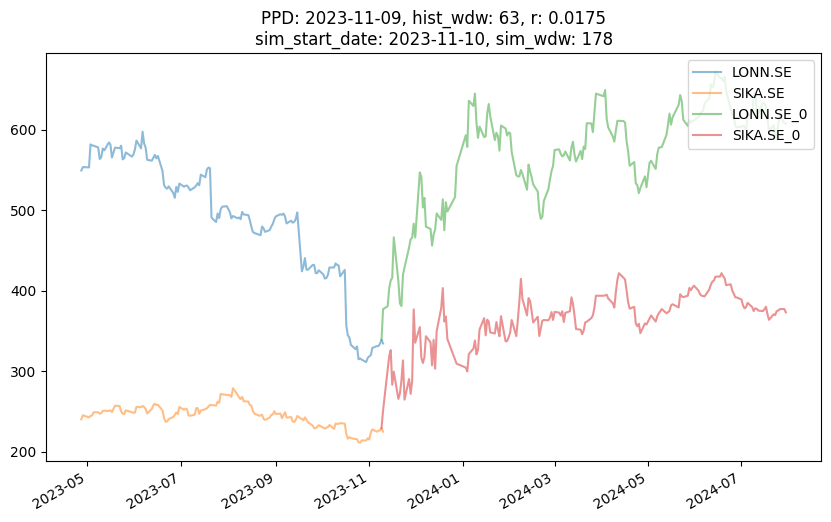 PPD: 2023-11-09, hist_wdw: 63, r: 0.0175
sim_start_date: 2023-11-10, sim_wdw: 178
LONN.SE
SIKA.SE
LONN.SE_0
SIKA.SE_0
600
500
400
300
200
2023-05
2023-07
2023-09
2023-11
2024-01
2024-03
2024-05
2024-07